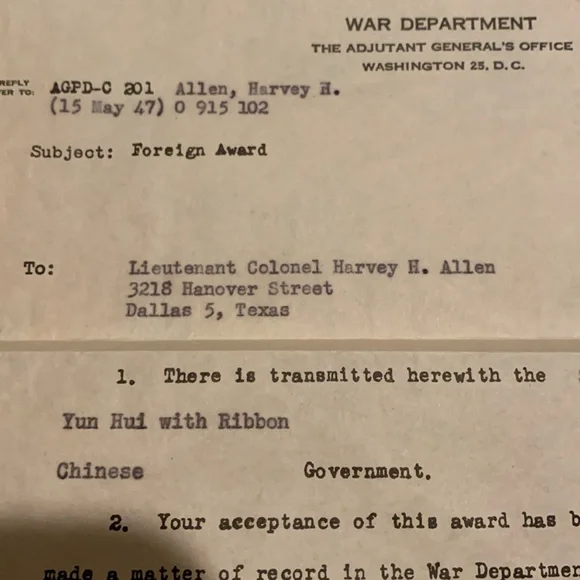 WAR DEPARTMENT
THE ADJUTANT GENERAL'S OFFICE
WASHINGTON 25, D. C.
REPLY
TO: AGPD-C 201 Allen, Harvey H.
(15 May 47) O 915 102
Subject: Foreign Award
To: Lieutenant Colonel Harvey H. Allen
3218 Hanover Street
Dallas 5, Texas
1. There is transmitted herewith the
Yun Hui with Ribbon
Chinese Government.
2. Your acceptance of this award has b
made a matter of record in the War Departmen